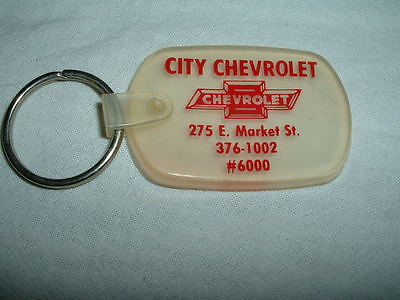 CITY CHEVROLET
CHEVROLET
275 E. Market St.
376-1002
#6000